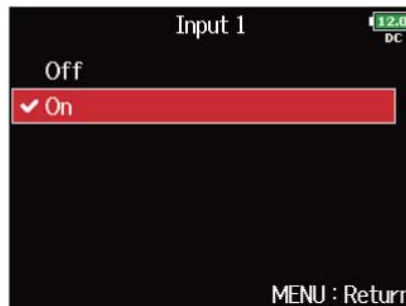 Input 1
12.0
DC
Off
On
MENU : Return